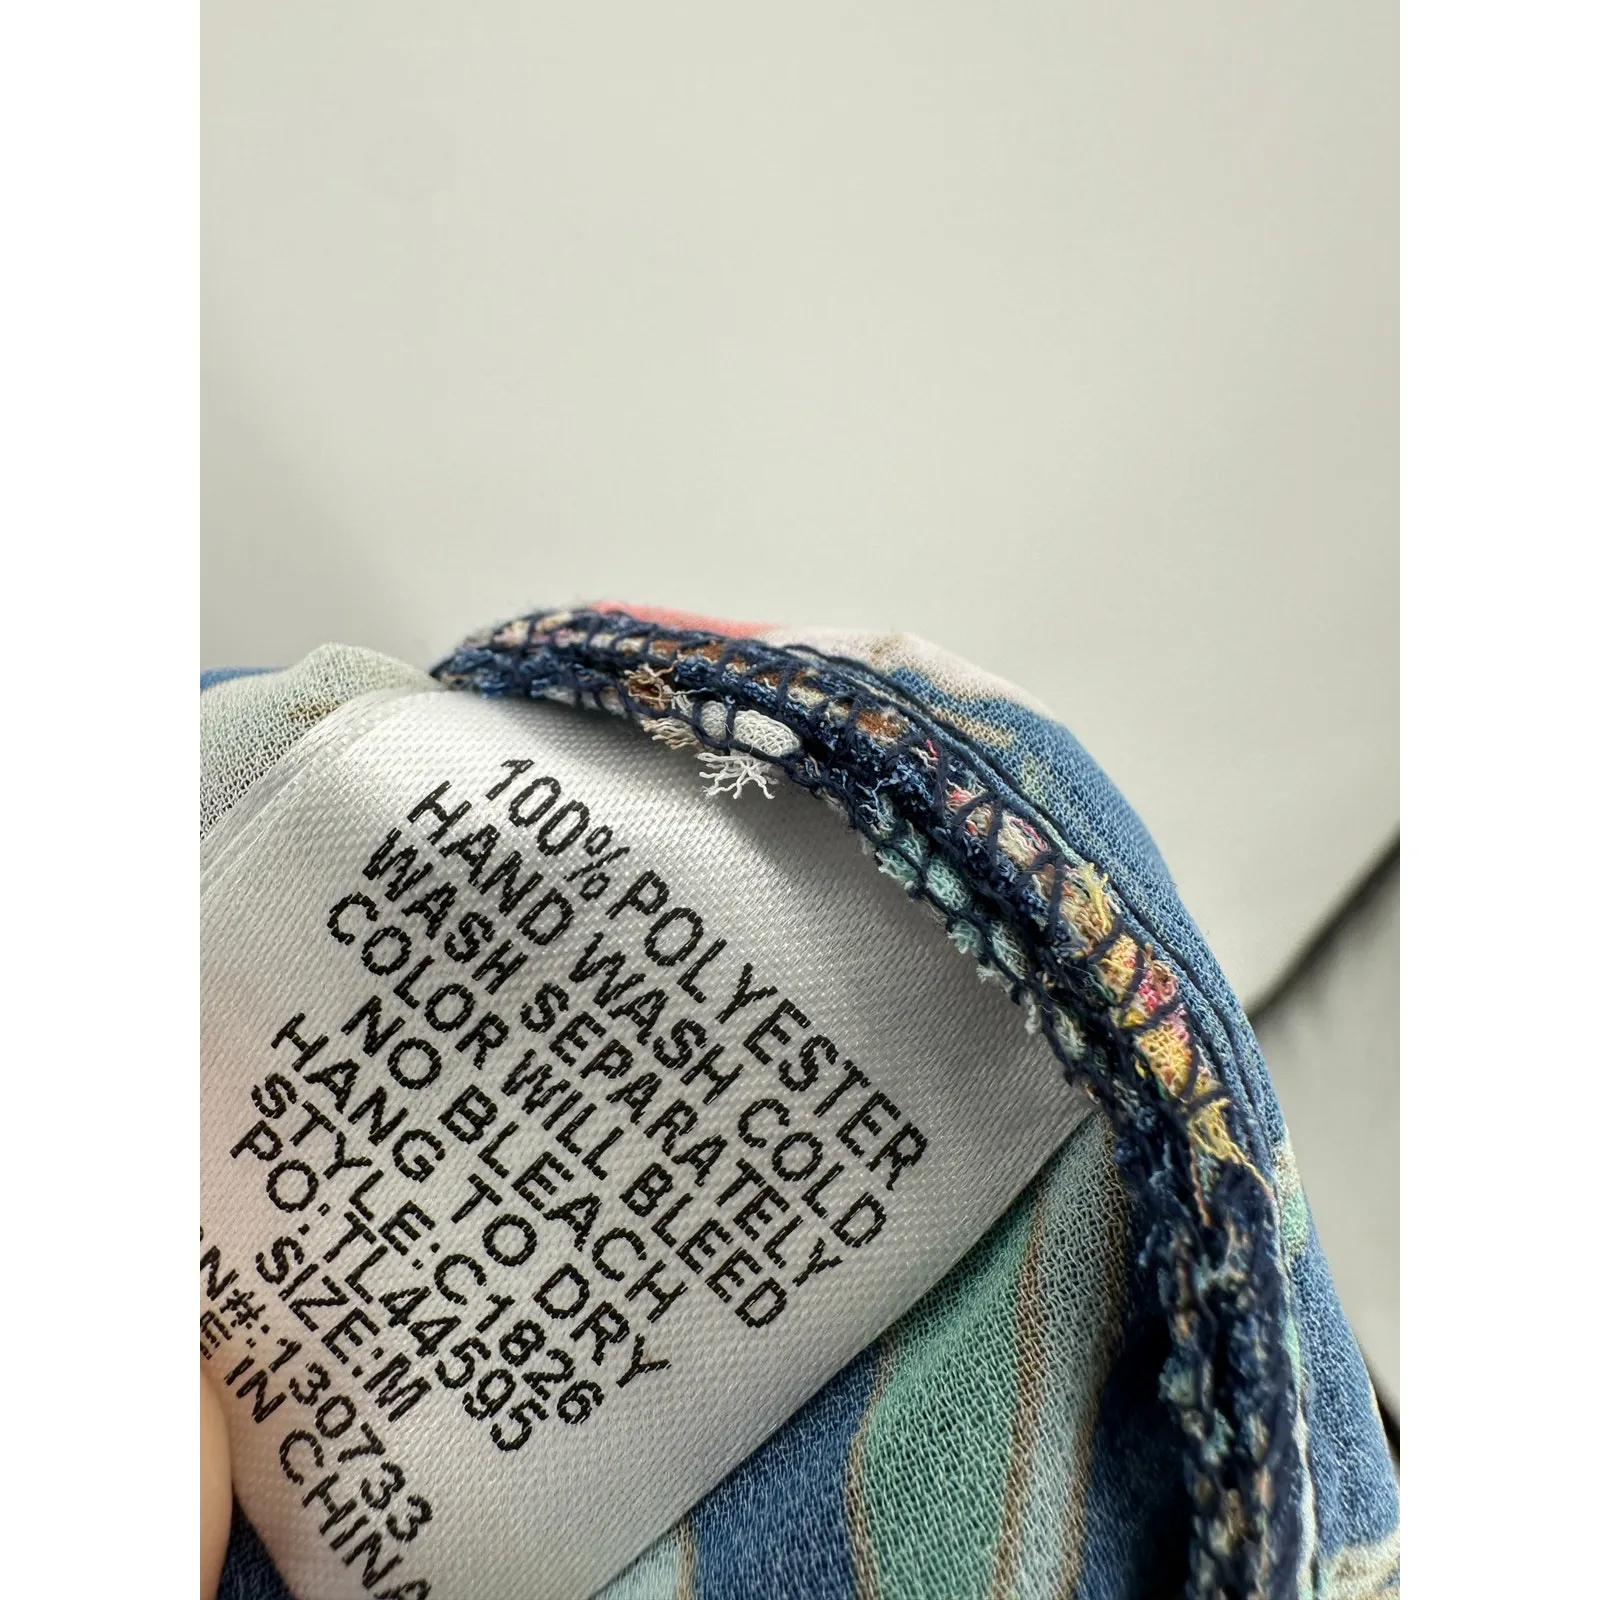 100% POLYESTER
HAND WASH COLD
WASH SEPARATELY
COLOR WILL BLEED
NO BLEACH
HANG TO DRY
STYLE:C1826
PO:TL44595
SIZE:M
N#:130733
E IN CHINA